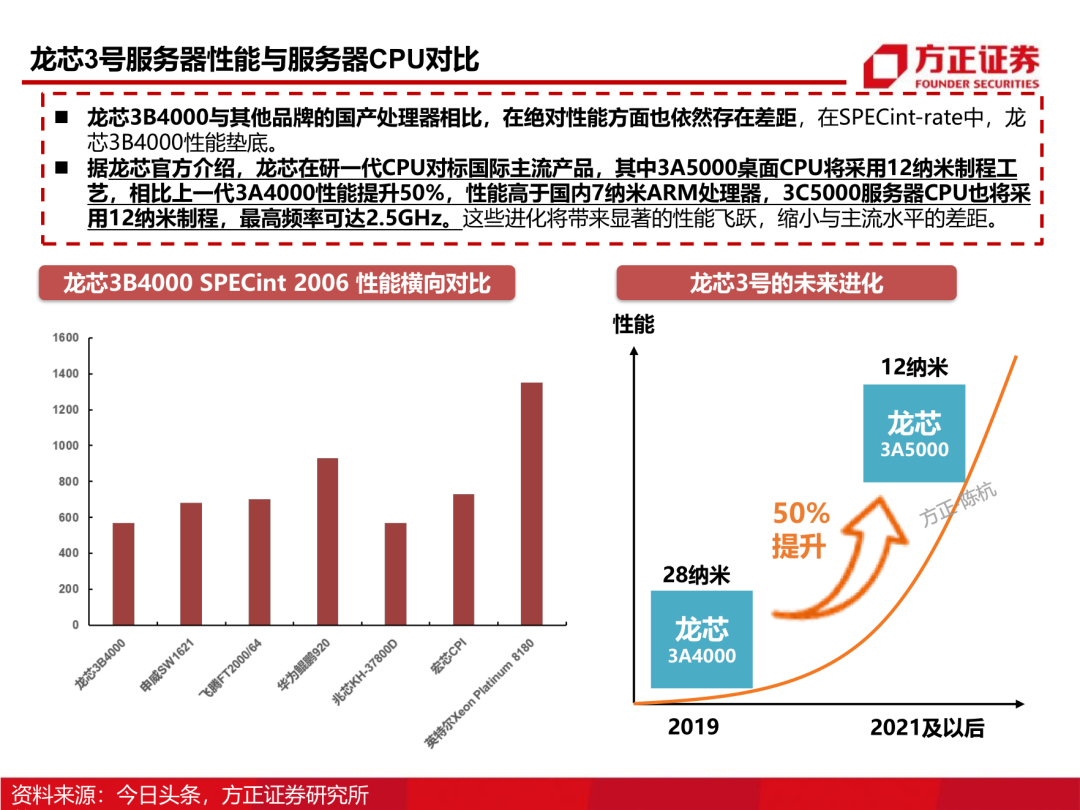 龙芯3号服务器性能与服务器CPU对比
方正证券
FOUNDER SECURITIES
■ 龙芯3B4000与其他品牌的国产处理器相比，在绝对性能方面也依然存在差距，在SPECint-rate中，龙
芯3B4000性能垫底。
■ 据龙芯官方介绍，龙芯在研一代CPU对标国际主流产品，其中3A5000桌面CPU将采用12纳米制程工
艺，相比上一代3A4000性能提升50%，性能高于国内7纳米ARM处理器，3C5000服务器CPU也将采
用12纳米制程，最高频率可达2.5GHz。这些进化将带来显著的性能飞跃，缩小与主流水平的差距。
龙芯3B4000 SPECint 2006 性能横向对比
1600
1400
1200
1000
800
600
400
200
0
龙芯3B4000
申威SW1621
飞腾FT2000/64
华为鲲鹏920
兆芯KH-37800D
宏芯CPI
英特尔Xeon Platinum 8180
龙芯3号的未来进化
性能
12纳米
龙芯
3A5000
方正 陈杭
50%
提升
28纳米
龙芯
3A4000
2019
2021及以后
资料来源：今日头条，方正证券研究所